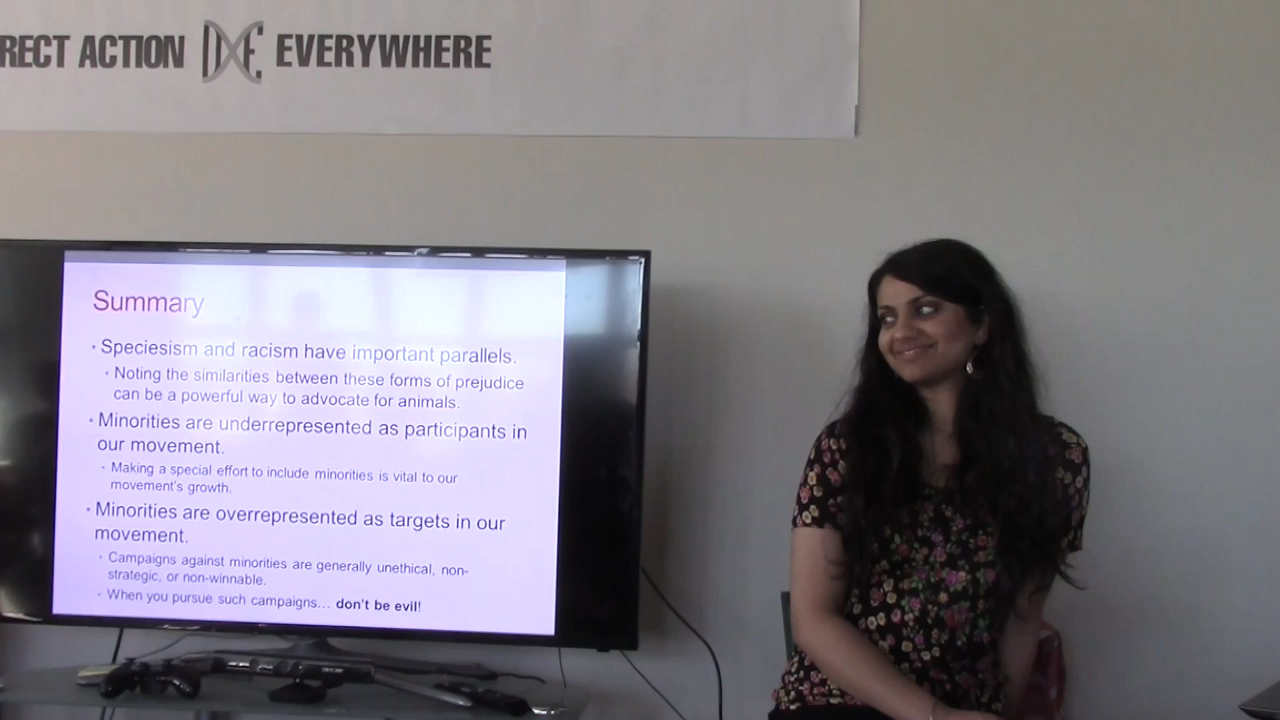 RECT ACTION DXE EVERYWHERE
Summary
• Speciesism and racism have important parallels.
• Noting the similarities between these forms of prejudice
can be a powerful way to advocate for animals.
• Minorities are underrepresented as participants in
our movement.
• Making a special effort to include minorities is vital to our
movement's growth.
• Minorities are overrepresented as targets in our
movement.
• Campaigns against minorities are generally unethical, non-
strategic, or non-winnable.
• When you pursue such campaigns... don't be evil!